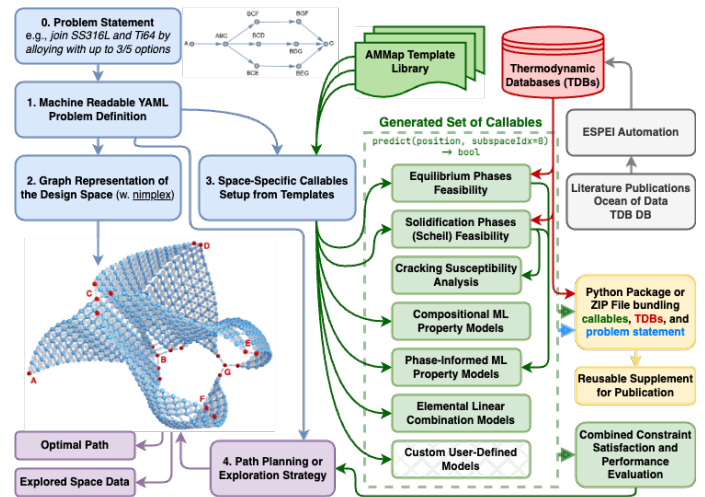 0. Problem Statement
e.g., join SS316L and Ti64 by
alloying with up to 3/5 options
A
ABC
BCF
BCD
BCE
BGF
BDG
BEG
G
AMMap Template
Library
Thermodynamic
Databases (TDBs)
1. Machine Readable YAML
Problem Definition
Generated Set of Callables
predict(position, subspaceIdx=0)
→ bool
ESPEI Automation
2. Graph Representation of
the Design Space (w. nimplex)
3. Space-Specific Callables
Setup from Templates
Equilibrium Phases
Feasibility
Literature Publications
Ocean of Data
TDB DB
Solidification Phases
(Scheil) Feasibility
Cracking Susceptibility
Analysis
D
C
B
A
E
G
F
Python Package or
ZIP File bundling
callables, TDBs, and
problem statement
Compositional ML
Property Models
Phase-Informed ML
Property Models
Reusable Supplement
for Publication
Elemental Linear
Combination Models
Optimal Path
Explored Space Data
4. Path Planning or
Exploration Strategy
Custom User-Defined
Models
Combined Constraint
Satisfaction and
Performance
Evaluation